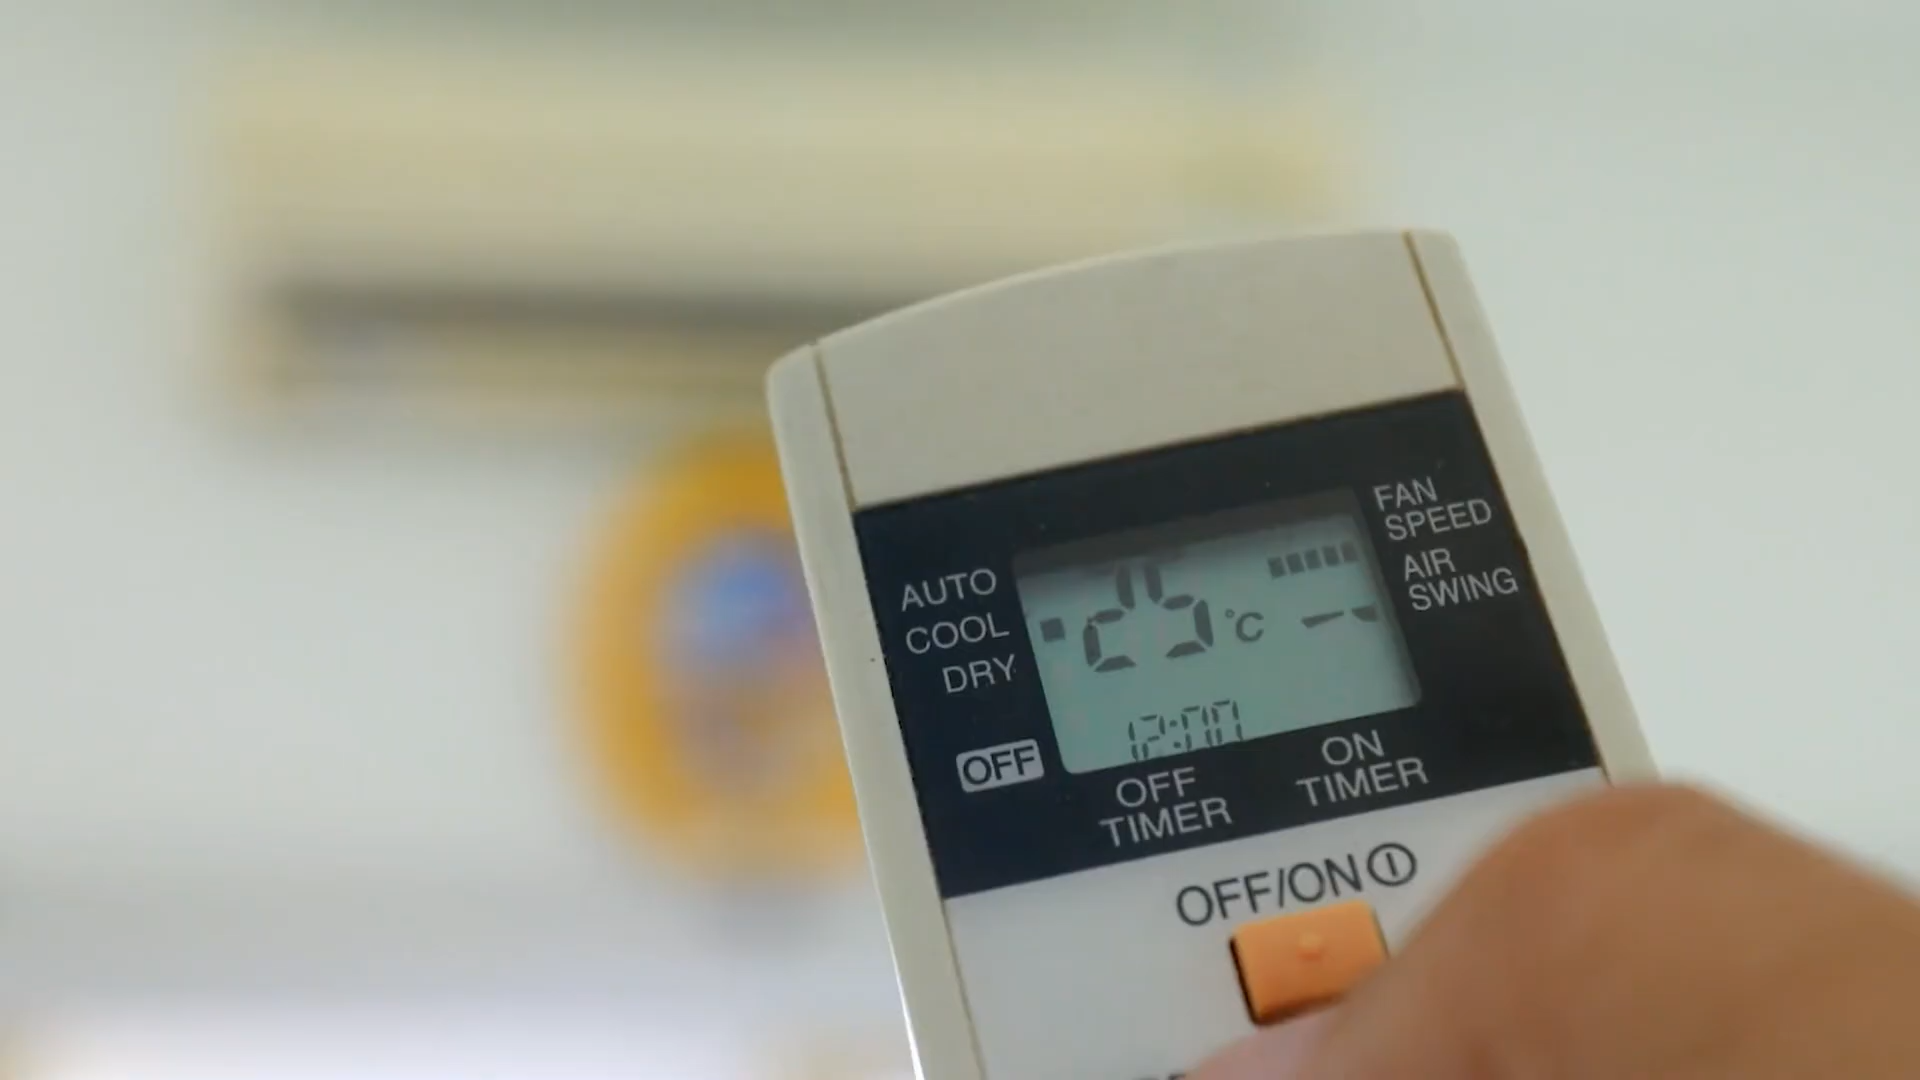 FAN
SPEED
AIR
SWING
AUTO
COOL
DRY
25°C
12:00
OFF
OFF
TIMER
ON
TIMER
OFF/ON